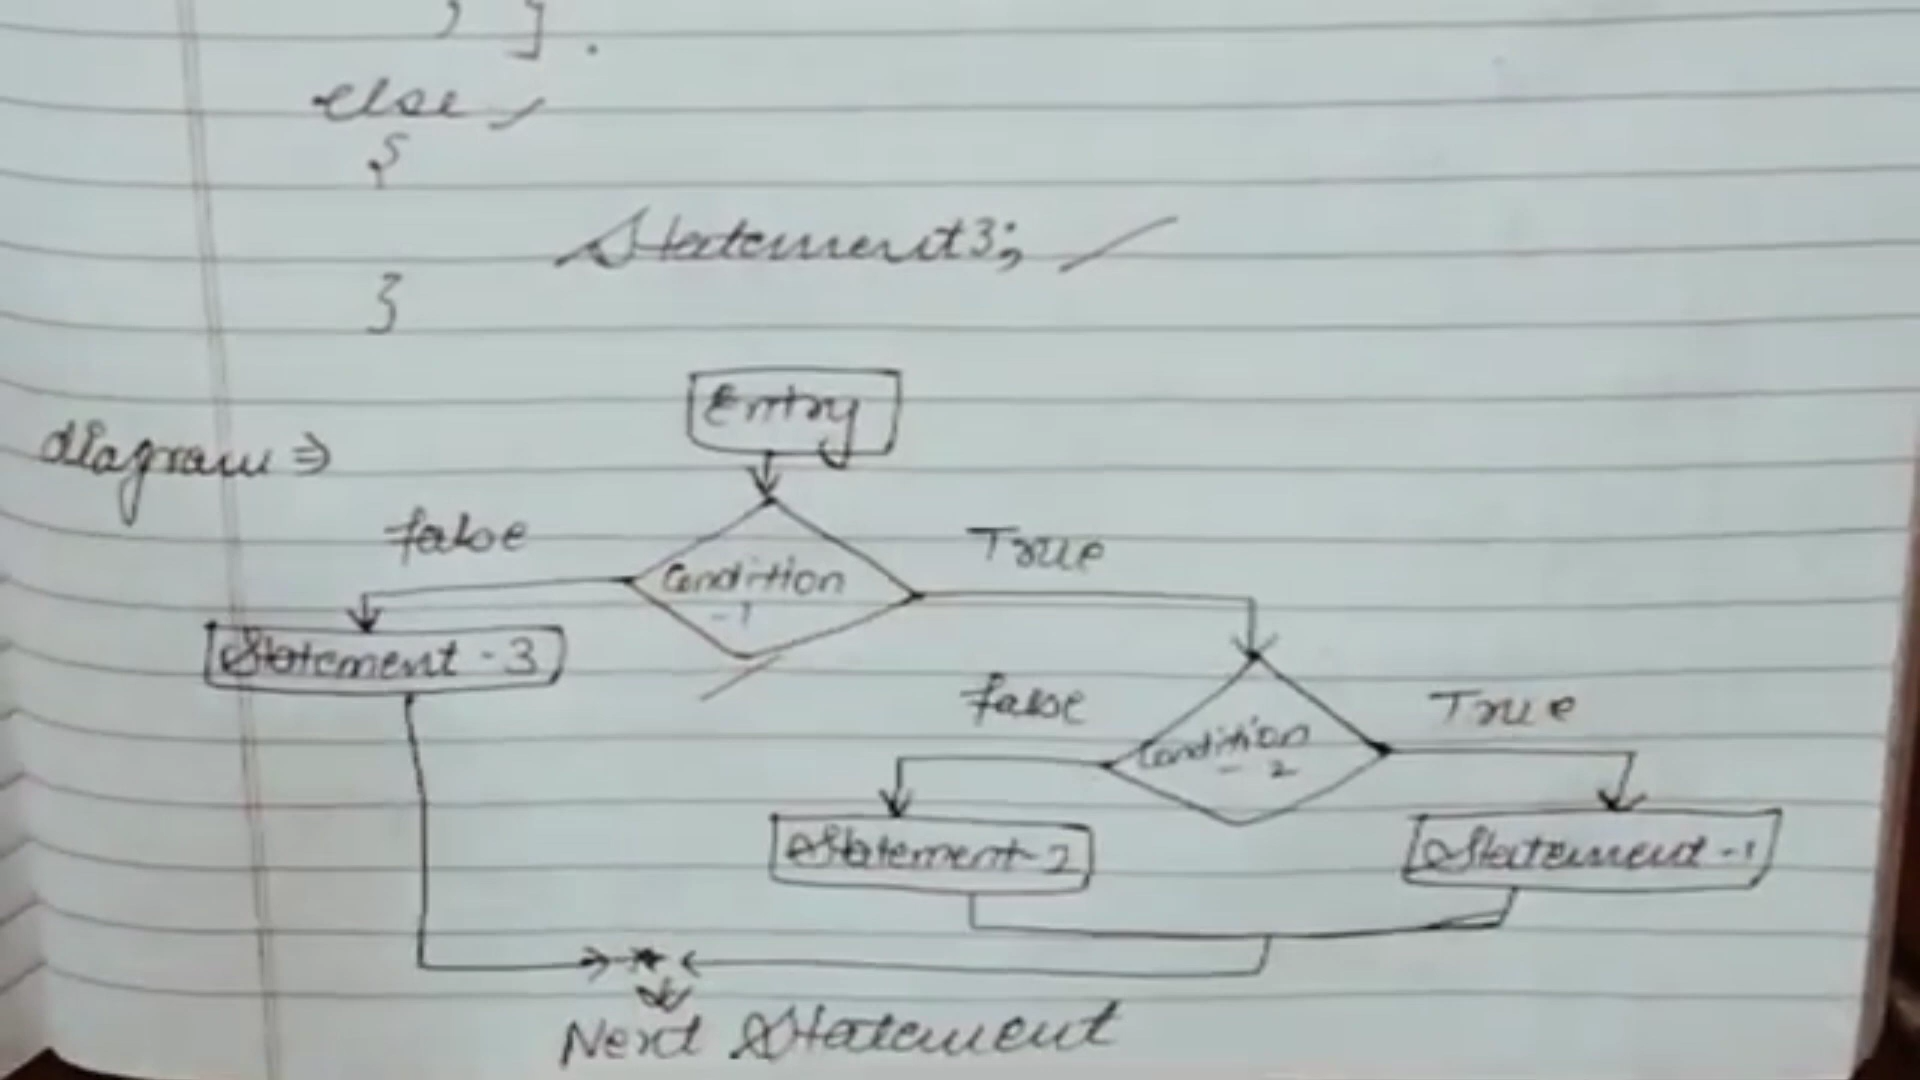 } }.
else
{
Statement3;
}
diagram ⇒
Entry
false
True
Condition
-1
Statement - 3
false
True
Condition
- 2
Statement-2
Statement -1
Next Statement